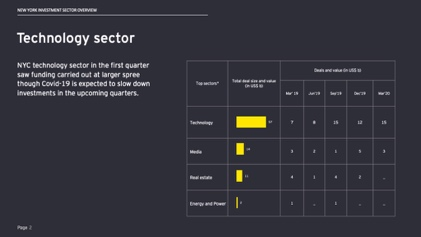 NEW YORK INVESTMENT SECTOR OVERVIEW
Technology sector
NYC technology sector in the first quarter
saw funding carried out at larger spree
though Covid-19 is expected to slow down
investments in the upcoming quarters.
Top sectors* Total deal size and value Deals and value (in US$ b)
(in US$ b) Mar' 19 Jun'19 Sep'19 Dec'19 Mar'20
Technology 7 8 15 12 15
Media 3 2 1 5 3
Real estate 11 4 1 4 2 _
Energy and Power 1 _ 1 _ _
Page 2